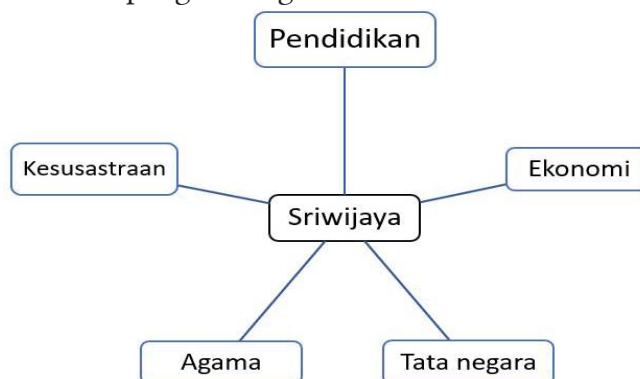 Pendidikan
Kesusastraan
Ekonomi
Sriwijaya
Agama
Tata negara